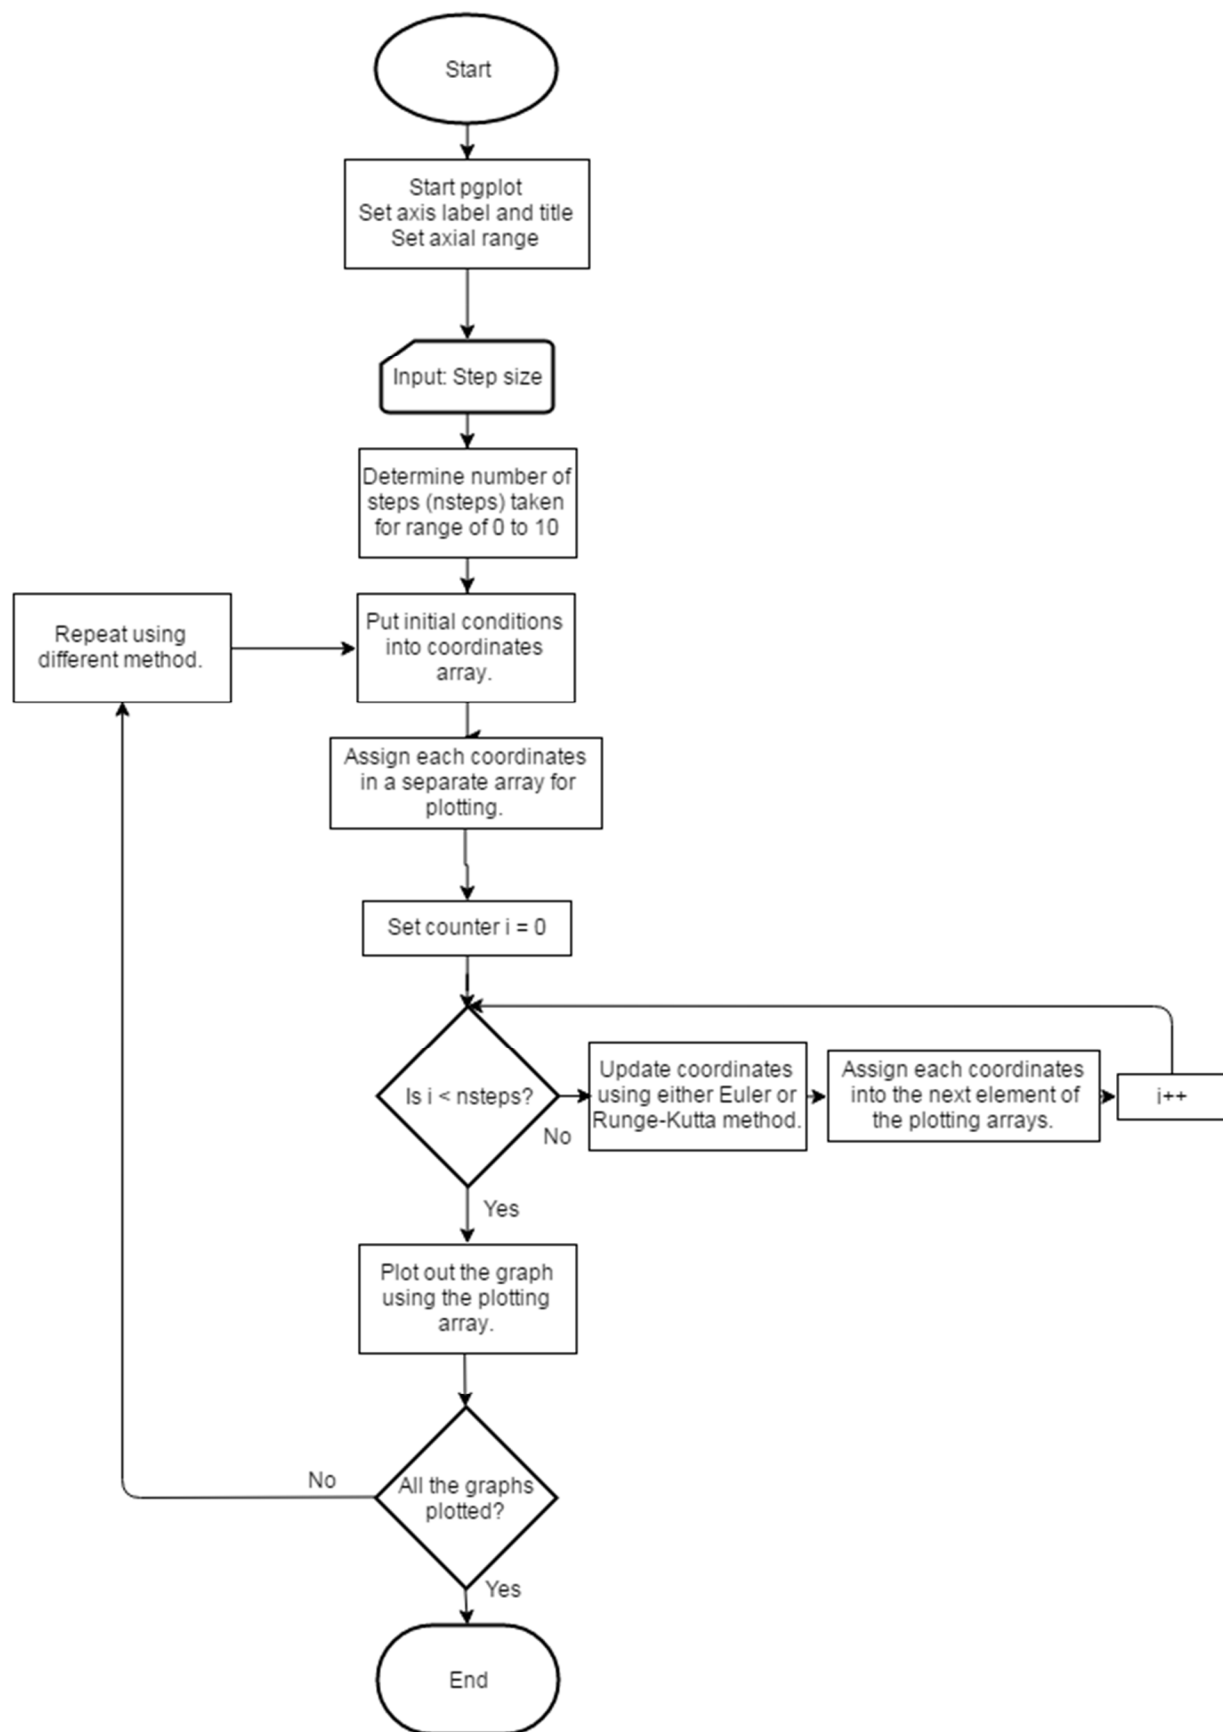 Start
Start pgplot
Set axis label and title
Set axial range
Input: Step size
Determine number of
steps (nsteps) taken
for range of 0 to 10
Repeat using
different method.
Put initial conditions
into coordinates
array.
Assign each coordinates
in a separate array for
plotting.
Set counter i = 0
Is i < nsteps?
No
Update coordinates
using either Euler or
Runge-Kutta method.
Assign each coordinates
into the next element of
the plotting arrays.
i++
Yes
Plot out the graph
using the plotting
array.
All the graphs
plotted?
No
Yes
End